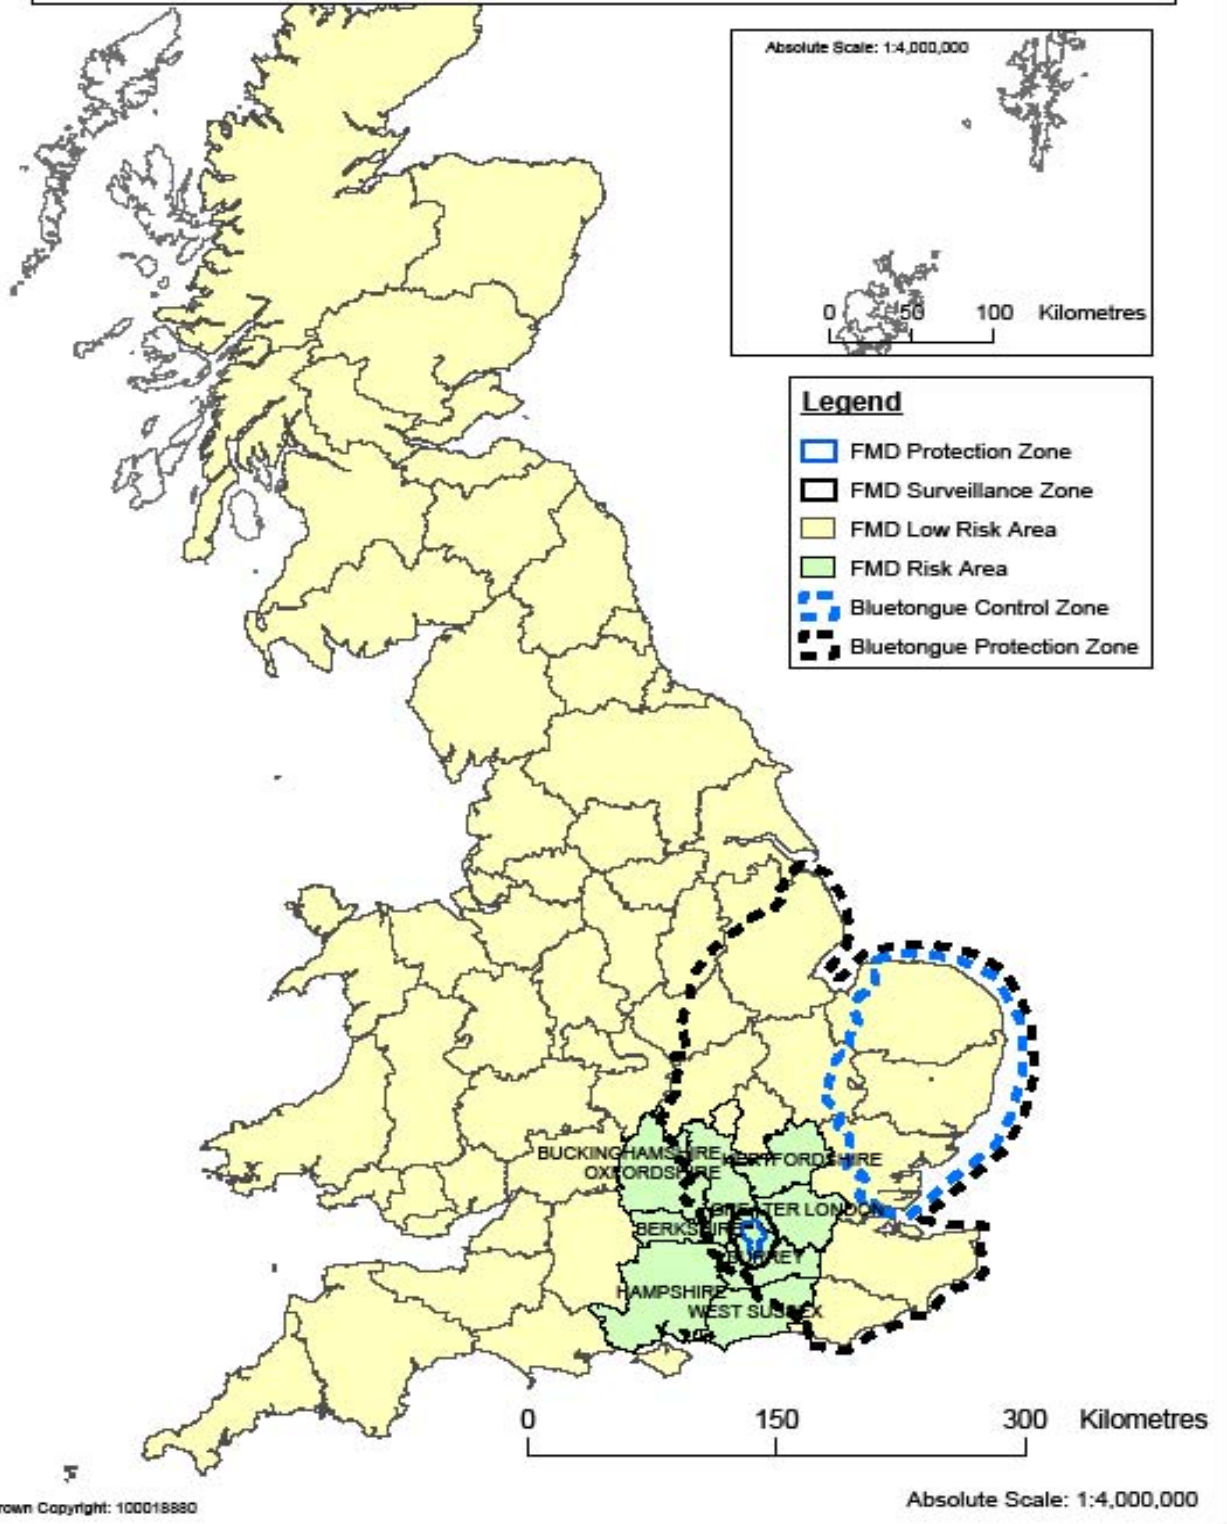 Absolute Scale: 1:4,000,000
0 50 100 Kilometres
Legend
FMD Protection Zone
FMD Surveillance Zone
FMD Low Risk Area
FMD Risk Area
Bluetongue Control Zone
Bluetongue Protection Zone
BUCKINGHAMSHIRE
HERTFORDSHIRE
OXFORDSHIRE
GREATER LONDON
BERKSHIRE
SURREY
HAMPSHIRE
WEST SUSSEX
0 150 300 Kilometres
Absolute Scale: 1:4,000,000
rown Copyright: 100018880